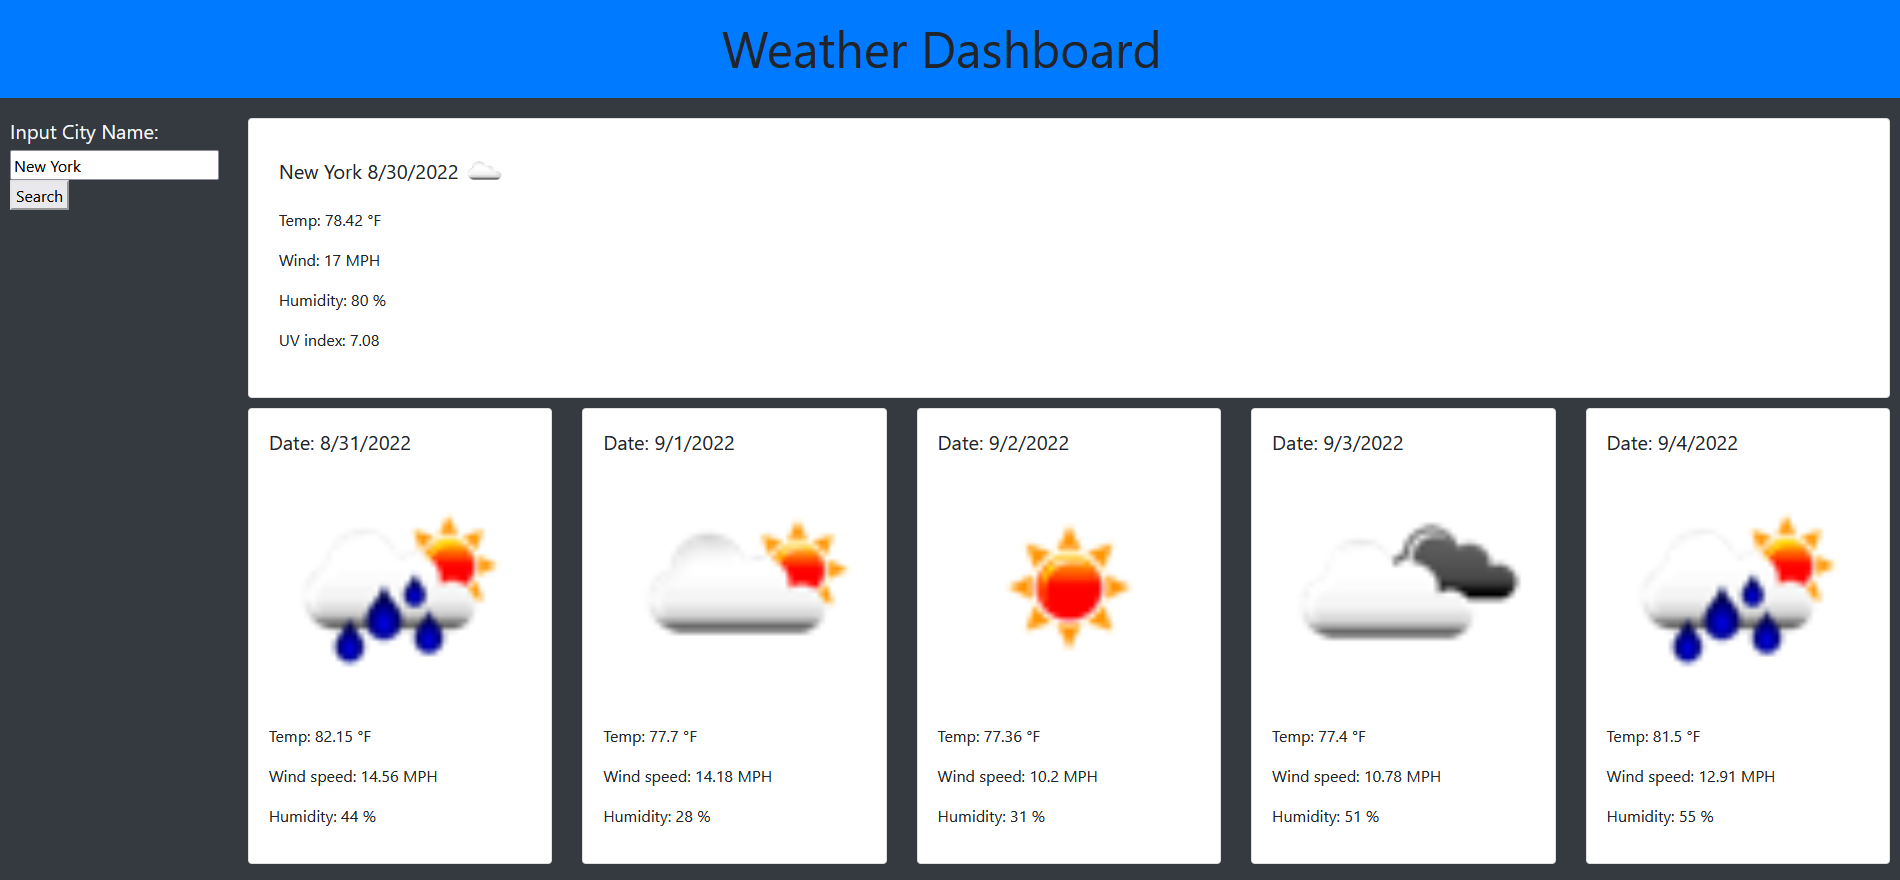 Weather Dashboard
Input City Name:
New York
Search
New York 8/30/2022
Temp: 78.42 °F
Wind: 17 MPH
Humidity: 80 %
UV index: 7.08
Date: 8/31/2022
Temp: 82.15 °F
Wind speed: 14.56 MPH
Humidity: 44 %
Date: 9/1/2022
Temp: 77.7 °F
Wind speed: 14.18 MPH
Humidity: 28 %
Date: 9/2/2022
Temp: 77.36 °F
Wind speed: 10.2 MPH
Humidity: 31 %
Date: 9/3/2022
Temp: 77.4 °F
Wind speed: 10.78 MPH
Humidity: 51 %
Date: 9/4/2022
Temp: 81.5 °F
Wind speed: 12.91 MPH
Humidity: 55 %